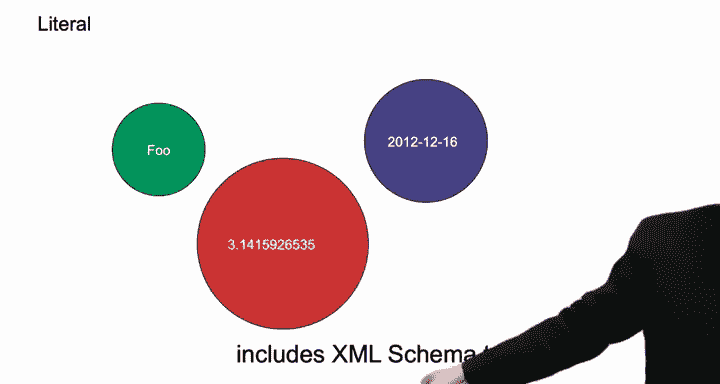 Literal
Foo
2012-12-16
3.1415926535
includes XML Schema